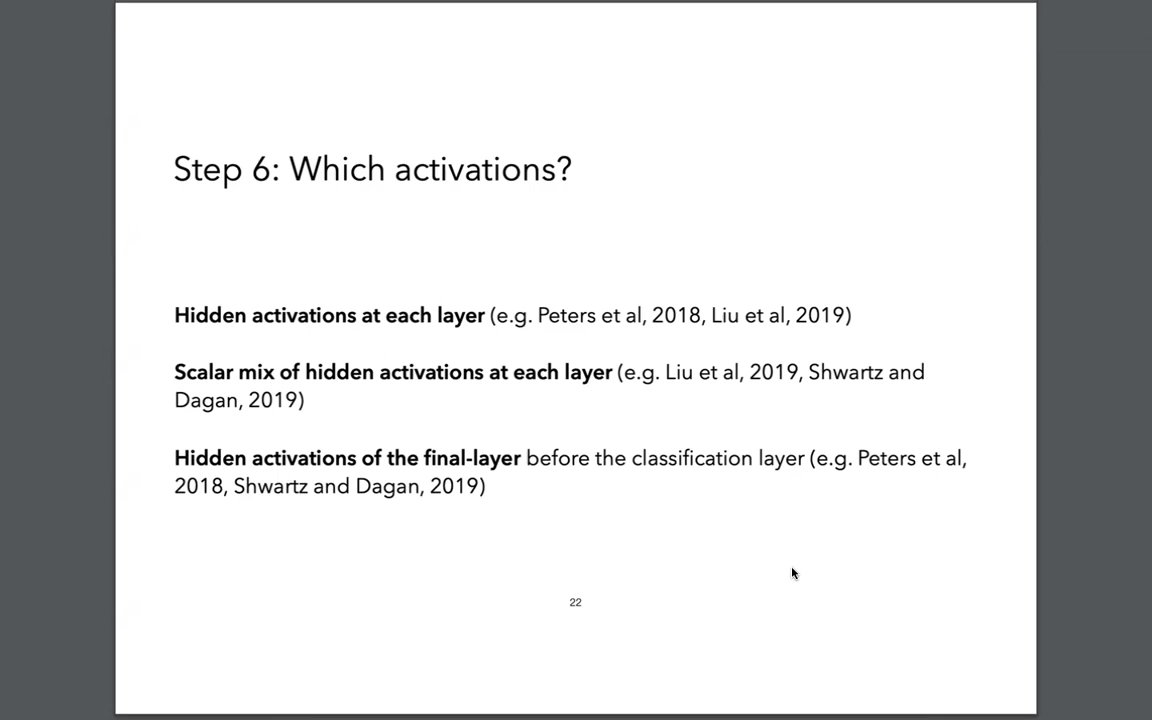 Step 6: Which activations?
Hidden activations at each layer (e.g. Peters et al, 2018, Liu et al, 2019)
Scalar mix of hidden activations at each layer (e.g. Liu et al, 2019, Shwartz and
Dagan, 2019)
Hidden activations of the final-layer before the classification layer (e.g. Peters et al,
2018, Shwartz and Dagan, 2019)
22